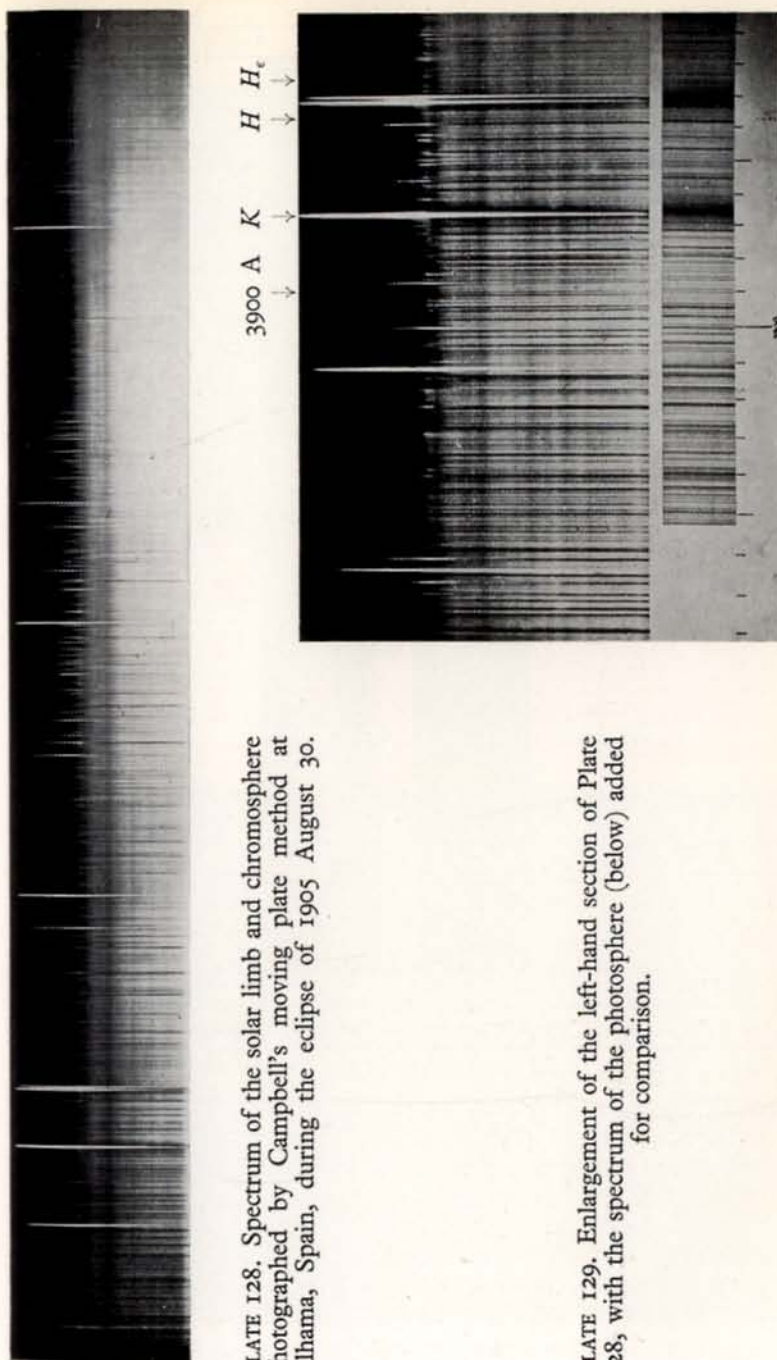 LATE 128. Spectrum of the solar limb and chromosphere
hotographed by Campbell's moving plate method at
lhama, Spain, during the eclipse of 1905 August 30.
3900 A K H Hε
LATE 129. Enlargement of the left-hand section of Plate
28, with the spectrum of the photosphere (below) added
for comparison.